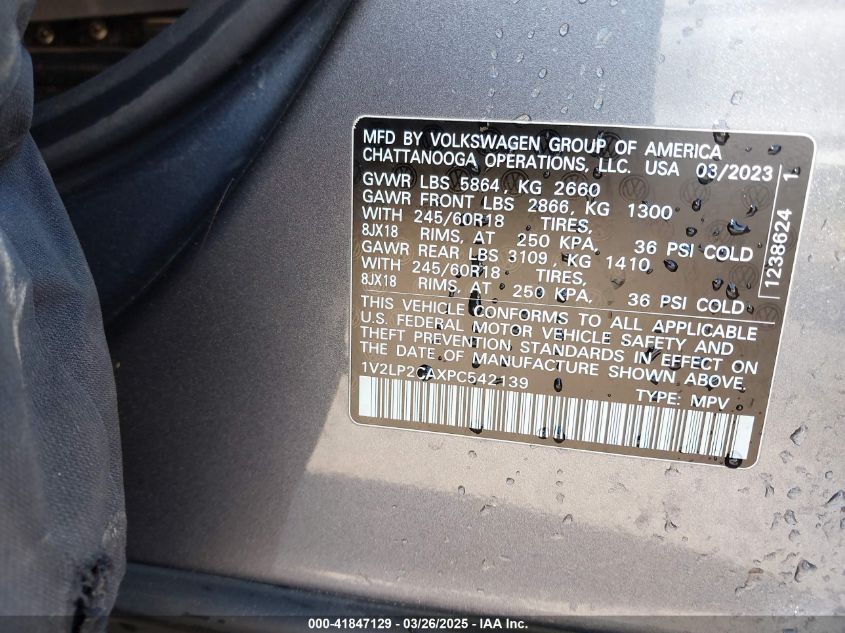 MFD BY VOLKSWAGEN GROUP OF AMERICA
CHATTANOOGA OPERATIONS, LLC. USA 03/2023
GVWR LBS 5864, KG 2660
GAWR FRONT LBS 2866, KG 1300
WITH 245/60R18 TIRES,
8JX18 RIMS, AT 250 KPA, 36 PSI COLD
GAWR REAR LBS 3109, KG 1410
WITH 245/60R18 TIRES,
8JX18 RIMS, AT 250 KPA, 36 PSI COLD
THIS VEHICLE CONFORMS TO ALL APPLICABLE
U.S. FEDERAL MOTOR VEHICLE SAFETY AND
THEFT PREVENTION STANDARDS IN EFFECT ON
THE DATE OF MANUFACTURE SHOWN ABOVE.
1V2LP2CAXPC542139
TYPE: MPV
1238624 1
000-41847129 - 03/26/2025 - IAA Inc.